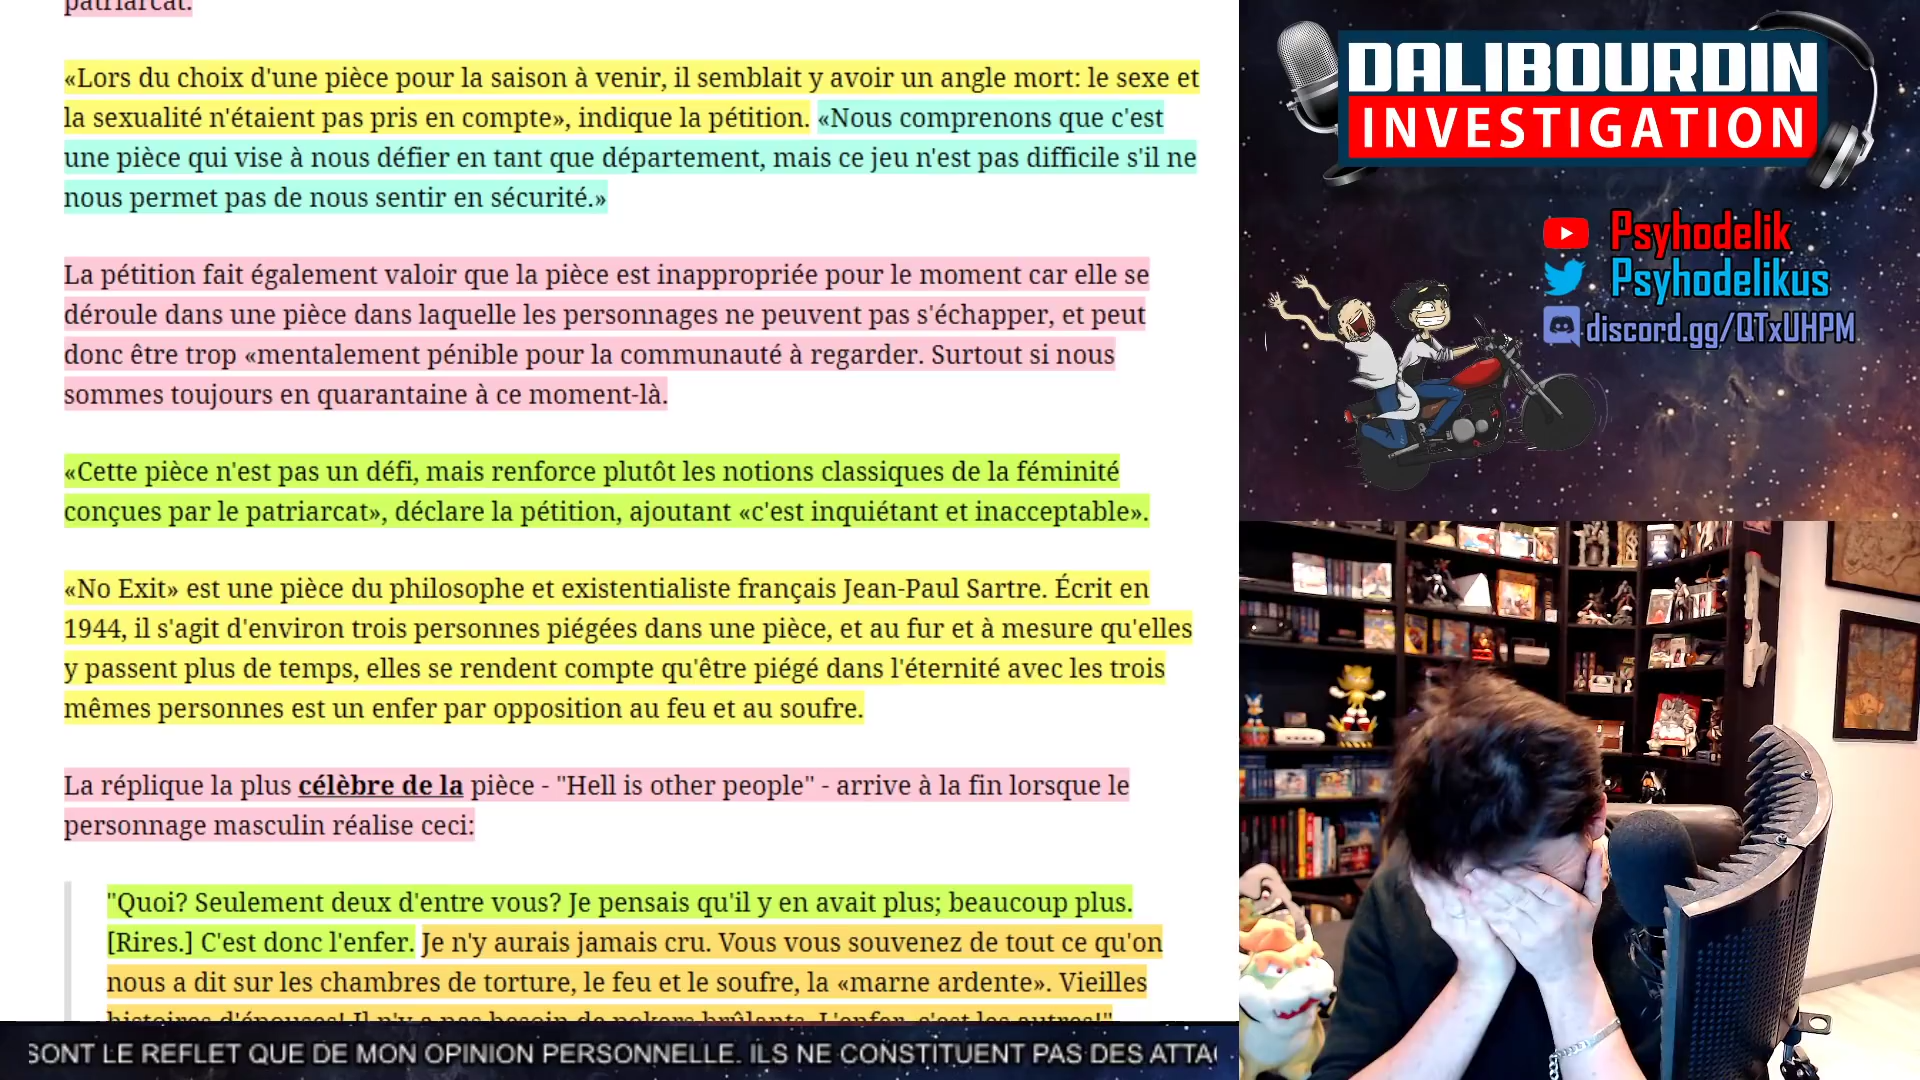 patriarcat.
«Lors du choix d'une pièce pour la saison à venir, il semblait y avoir un angle mort: le sexe et
la sexualité n'étaient pas pris en compte», indique la pétition. «Nous comprenons que c'est
une pièce qui vise à nous défier en tant que département, mais ce jeu n'est pas difficile s'il ne
nous permet pas de nous sentir en sécurité.»
La pétition fait également valoir que la pièce est inappropriée pour le moment car elle se
déroule dans une pièce dans laquelle les personnages ne peuvent pas s'échapper, et peut
donc être trop «mentalement pénible pour la communauté à regarder. Surtout si nous
sommes toujours en quarantaine à ce moment-là.
«Cette pièce n'est pas un défi, mais renforce plutôt les notions classiques de la féminité
conçues par le patriarcat», déclare la pétition, ajoutant «c'est inquiétant et inacceptable».
«No Exit» est une pièce du philosophe et existentialiste français Jean-Paul Sartre. Écrit en
1944, il s'agit d'environ trois personnes piégées dans une pièce, et au fur et à mesure qu'elles
y passent plus de temps, elles se rendent compte qu'être piégé dans l'éternité avec les trois
mêmes personnes est un enfer par opposition au feu et au soufre.
La réplique la plus célèbre de la pièce - "Hell is other people" - arrive à la fin lorsque le
personnage masculin réalise ceci:
"Quoi? Seulement deux d'entre vous? Je pensais qu'il y en avait plus; beaucoup plus.
[Rires.] C'est donc l'enfer. Je n'y aurais jamais cru. Vous vous souvenez de tout ce qu'on
nous a dit sur les chambres de torture, le feu et le soufre, la «marne ardente». Vieilles
histoires d'épouses! Il n'y a pas besoin de pokers brûlants. L'enfer, c'est les autres!"
SONT LE REFLET QUE DE MON OPINION PERSONNELLE. ILS NE CONSTITUENT PAS DES ATTA
DALIBOURDIN
INVESTIGATION
Psyhodelik
Psyhodelikus
discord.gg/QTxUHPM